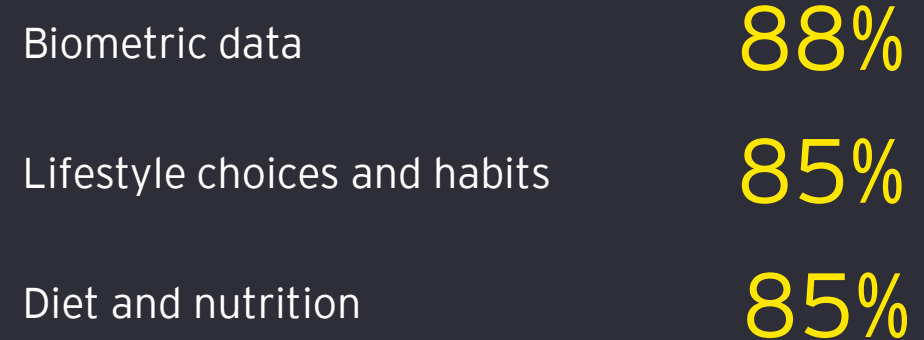 Biometric data 88%
Lifestyle choices and habits 85%
Diet and nutrition 85%